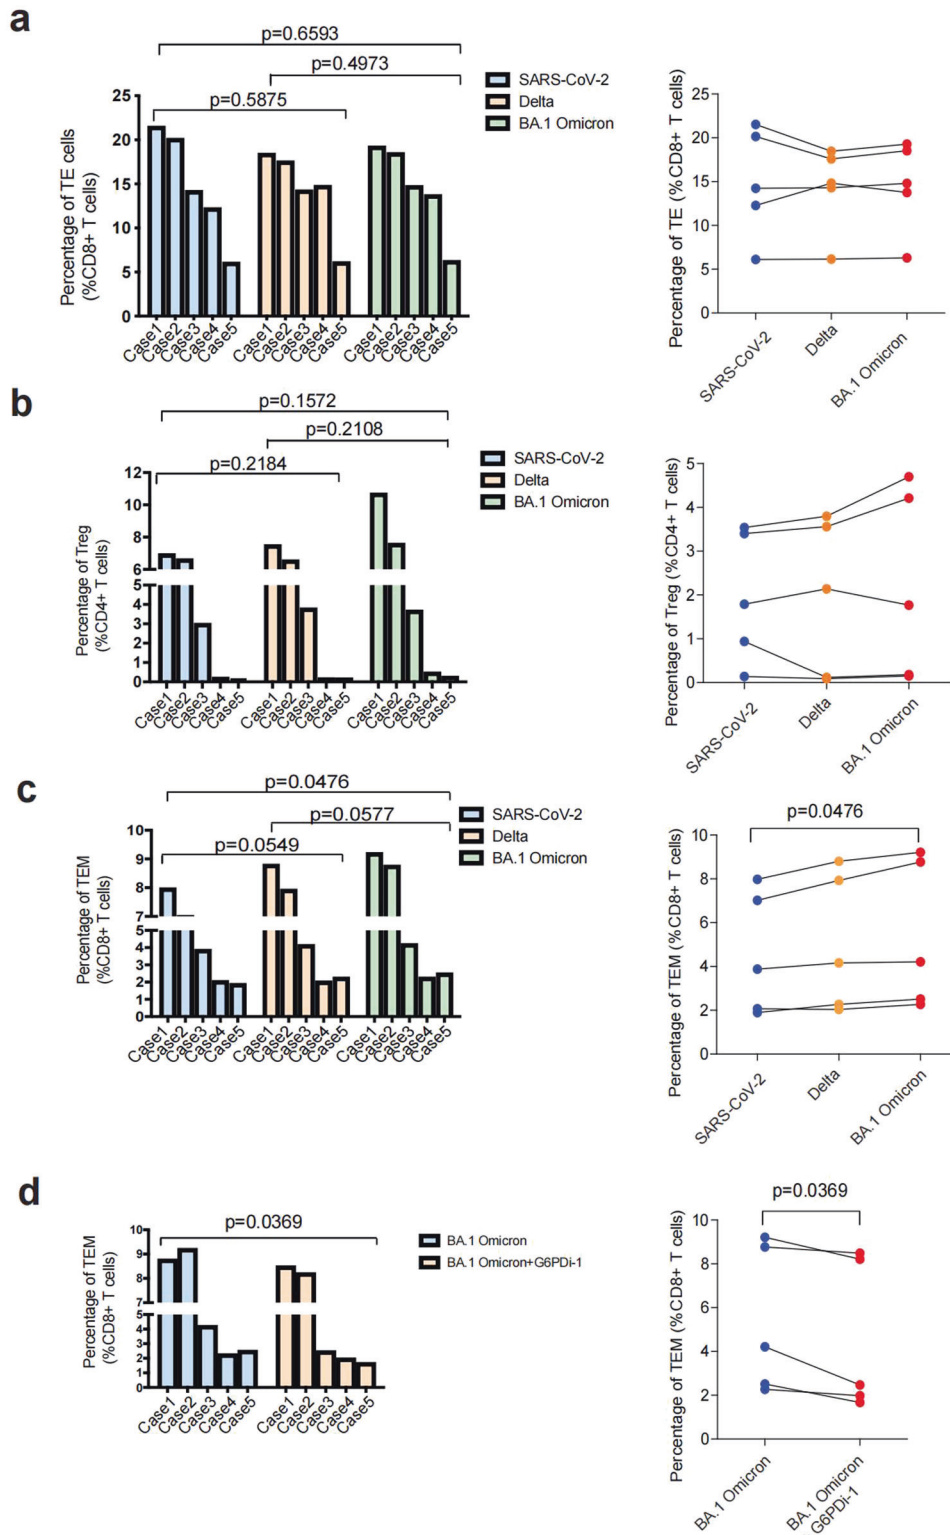 a
p=0.6593
p=0.4973
p=0.5875
SARS-CoV-2
Delta
BA.1 Omicron
Percentage of TE cells
(%CD8+ T cells)
25
20
15
10
5
0
Case1
Case2
Case3
Case4
Case5
Case1
Case2
Case3
Case4
Case5
Case1
Case2
Case3
Case4
Case5
Percentage of TE (%CD8+ T cells)
25
20
15
10
5
0
SARS-CoV-2
Delta
BA.1 Omicron
b
p=0.1572
p=0.2108
p=0.2184
SARS-CoV-2
Delta
BA.1 Omicron
Percentage of Treg
(%CD4+ T cells)
12
10
8
6
5
4
3
2
1
0
Case1
Case2
Case3
Case4
Case5
Case1
Case2
Case3
Case4
Case5
Case1
Case2
Case3
Case4
Case5
Percentage of Treg (%CD4+ T cells)
5
4
3
2
1
0
SARS-CoV-2
Delta
BA.1 Omicron
c
p=0.0476
p=0.0577
p=0.0549
SARS-CoV-2
Delta
BA.1 Omicron
Percentage of TEM
(%CD8+ T cells)
10
9
8
7
5
4
3
2
1
0
Case1
Case2
Case3
Case4
Case5
Case1
Case2
Case3
Case4
Case5
Case1
Case2
Case3
Case4
Case5
p=0.0476
Percentage of TEM (%CD8+ T cells)
10
8
6
4
2
0
SARS-CoV-2
Delta
BA.1 Omicron
d
p=0.0369
BA.1 Omicron
BA.1 Omicron+G6PDi-1
Percentage of TEM
(%CD8+ T cells)
10
9
8
7
5
4
3
2
1
0
Case1
Case2
Case3
Case4
Case5
Case1
Case2
Case3
Case4
Case5
p=0.0369
Percentage of TEM (%CD8+ T cells)
10
8
6
4
2
0
BA.1 Omicron
BA.1 Omicron
G6PDi-1